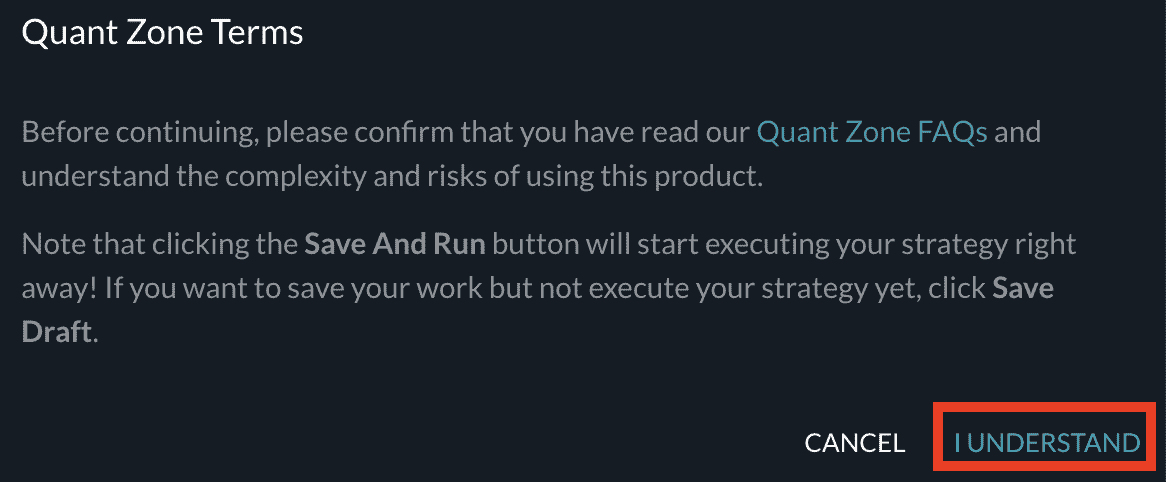 Quant Zone Terms
Before continuing, please confirm that you have read our Quant Zone FAQs and
understand the complexity and risks of using this product.
Note that clicking the Save And Run button will start executing your strategy right
away! If you want to save your work but not execute your strategy yet, click Save
Draft.
CANCEL I UNDERSTAND